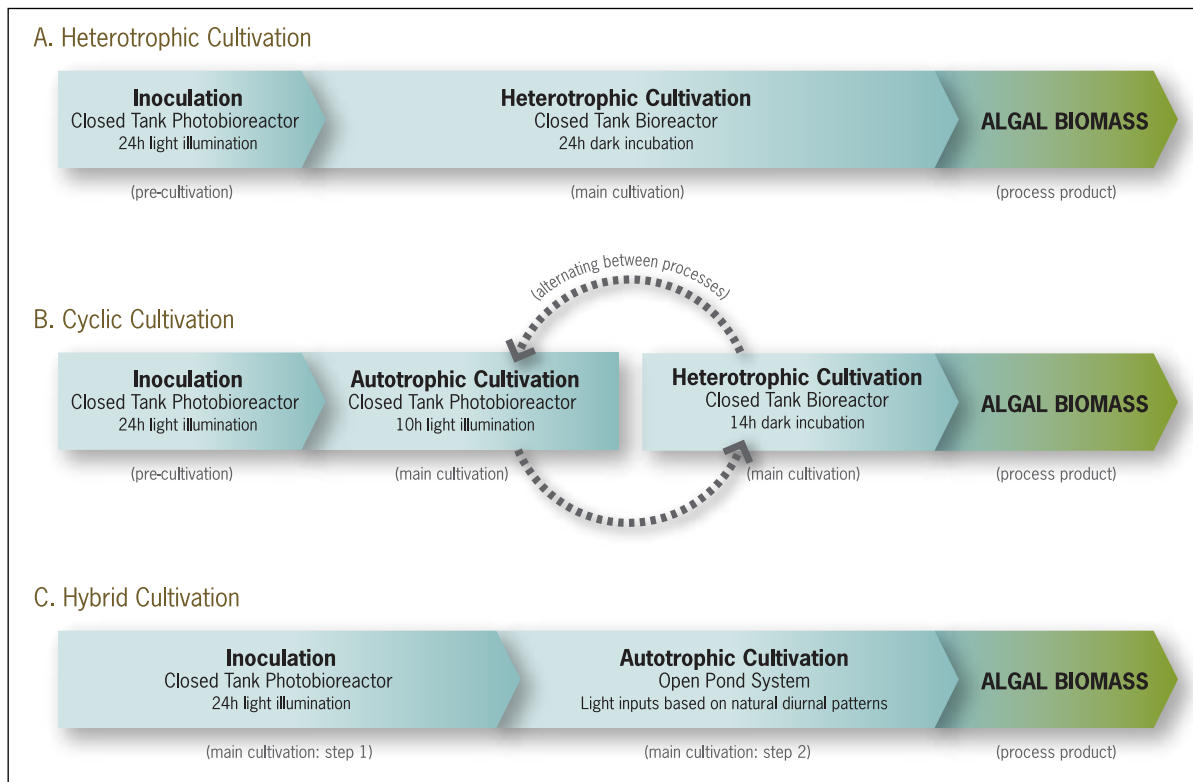 A. Heterotrophic Cultivation
Inoculation
Closed Tank Photobioreactor
24h light illumination
(pre-cultivation)
Heterotrophic Cultivation
Closed Tank Bioreactor
24h dark incubation
(main cultivation)
ALGAL BIOMASS
(process product)
(alternating between processes)
B. Cyclic Cultivation
Inoculation
Closed Tank Photobioreactor
24h light illumination
(pre-cultivation)
Autotrophic Cultivation
Closed Tank Photobioreactor
10h light illumination
(main cultivation)
Heterotrophic Cultivation
Closed Tank Bioreactor
14h dark incubation
(main cultivation)
ALGAL BIOMASS
(process product)
C. Hybrid Cultivation
Inoculation
Closed Tank Photobioreactor
24h light illumination
(main cultivation: step 1)
Autotrophic Cultivation
Open Pond System
Light inputs based on natural diurnal patterns
(main cultivation: step 2)
ALGAL BIOMASS
(process product)